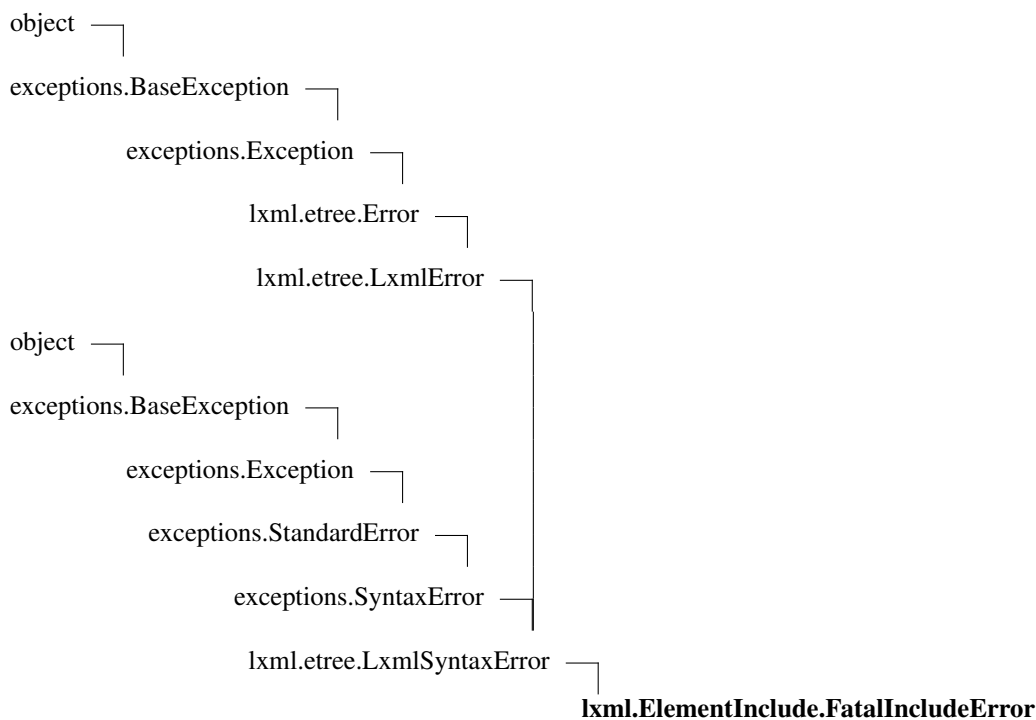 object
exceptions.BaseException
exceptions.Exception
lxml.etree.Error
lxml.etree.LxmlError
object
exceptions.BaseException
exceptions.Exception
exceptions.StandardError
exceptions.SyntaxError
lxml.etree.LxmlSyntaxError
lxml.ElementInclude.FatalIncludeError